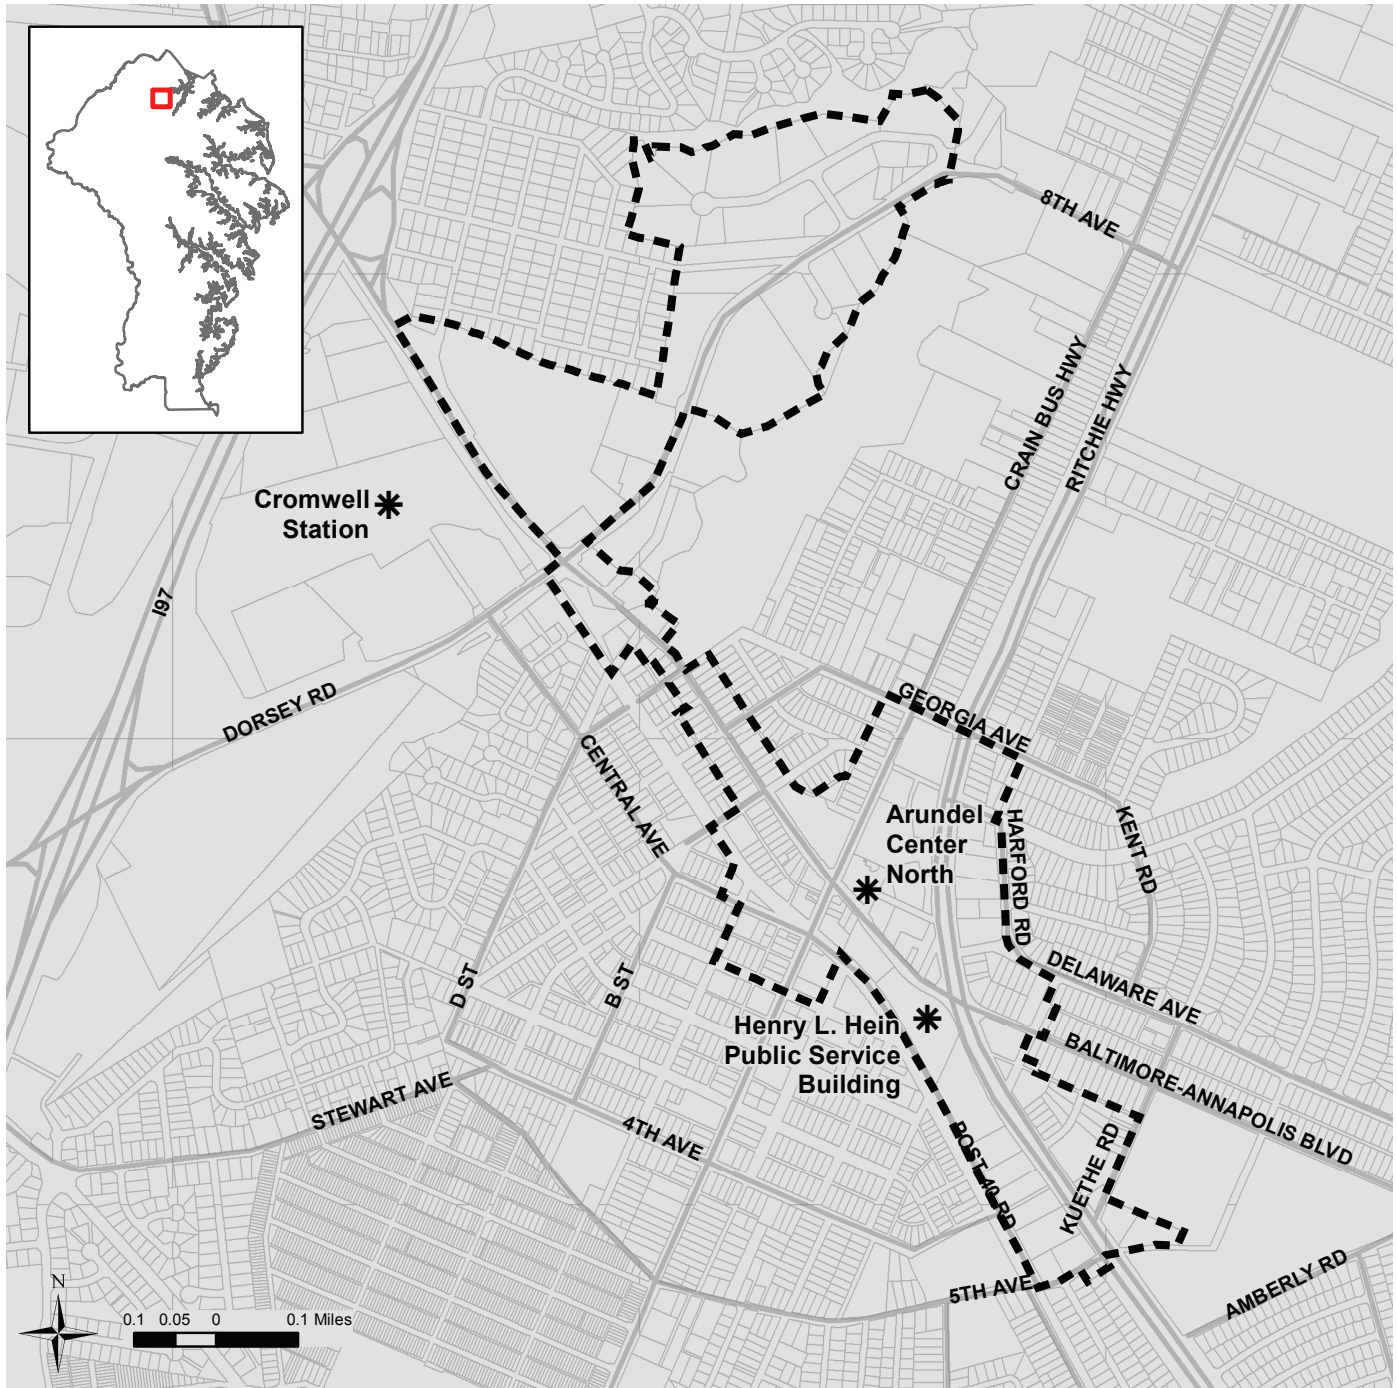 8TH AVE
CRAIN BUS HWY
RITCHIE HWY
Cromwell
Station
I97
DORSEY RD
GEORGIA AVE
CENTRAL AVE
Arundel
Center
North
HARFORD RD
KENT RD
D ST
B ST
DELAWARE AVE
Henry L. Hein
Public Service
Building
BALTIMORE-ANNAPOLIS BLVD
STEWART AVE
4TH AVE
POST 40 RD
KUETHE RD
5TH AVE
AMBERLY RD
N
0.1 0.05 0 0.1 Miles